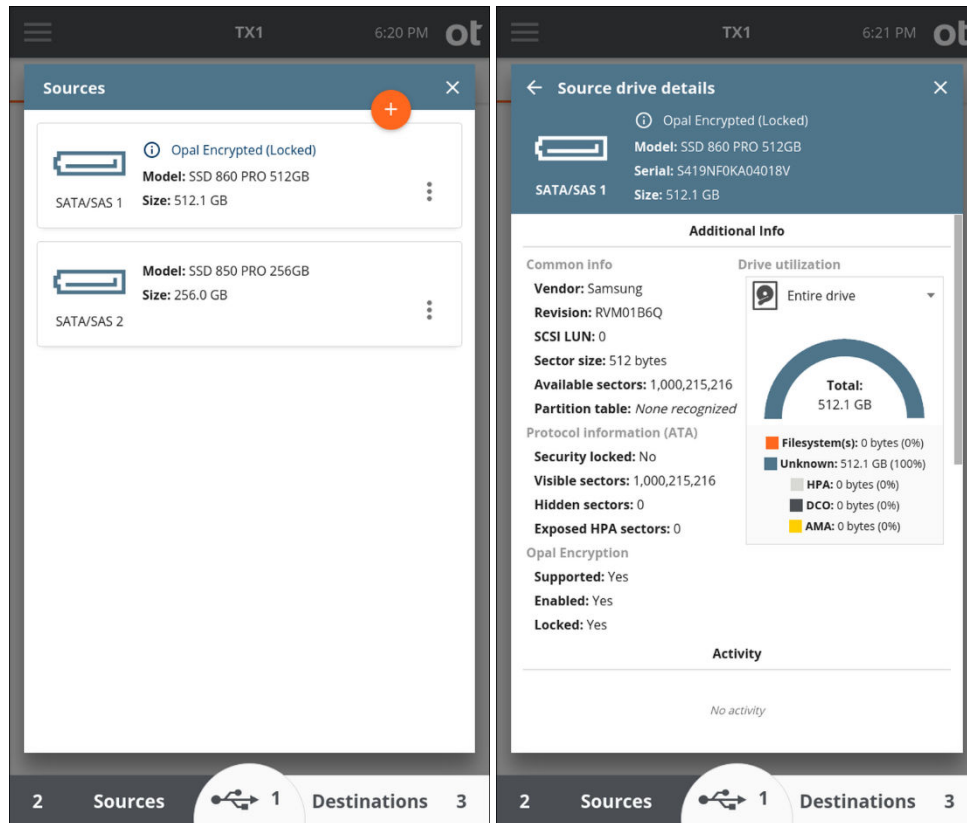 TX1 6:20 PM ot
Sources
Opal Encrypted (Locked)
Model: SSD 860 PRO 512GB
SATA/SAS 1 Size: 512.1 GB
Model: SSD 850 PRO 256GB
Size: 256.0 GB
SATA/SAS 2
2 Sources 1 Destinations 3
TX1 6:21 PM ot
Source drive details
Opal Encrypted (Locked)
Model: SSD 860 PRO 512GB
Serial: S419NF0KA04018V
SATA/SAS 1 Size: 512.1 GB
Additional Info
Common info
Vendor: Samsung
Revision: RVM01B6Q
SCSI LUN: 0
Sector size: 512 bytes
Available sectors: 1,000,215,216
Partition table: None recognized
Protocol information (ATA)
Security locked: No
Visible sectors: 1,000,215,216
Hidden sectors: 0
Exposed HPA sectors: 0
Opal Encryption
Supported: Yes
Enabled: Yes
Locked: Yes
Drive utilization
Entire drive
Total:
512.1 GB
Filesystem(s): 0 bytes (0%)
Unknown: 512.1 GB (100%)
HPA: 0 bytes (0%)
DCO: 0 bytes (0%)
AMA: 0 bytes (0%)
Activity
No activity
2 Sources 1 Destinations 3